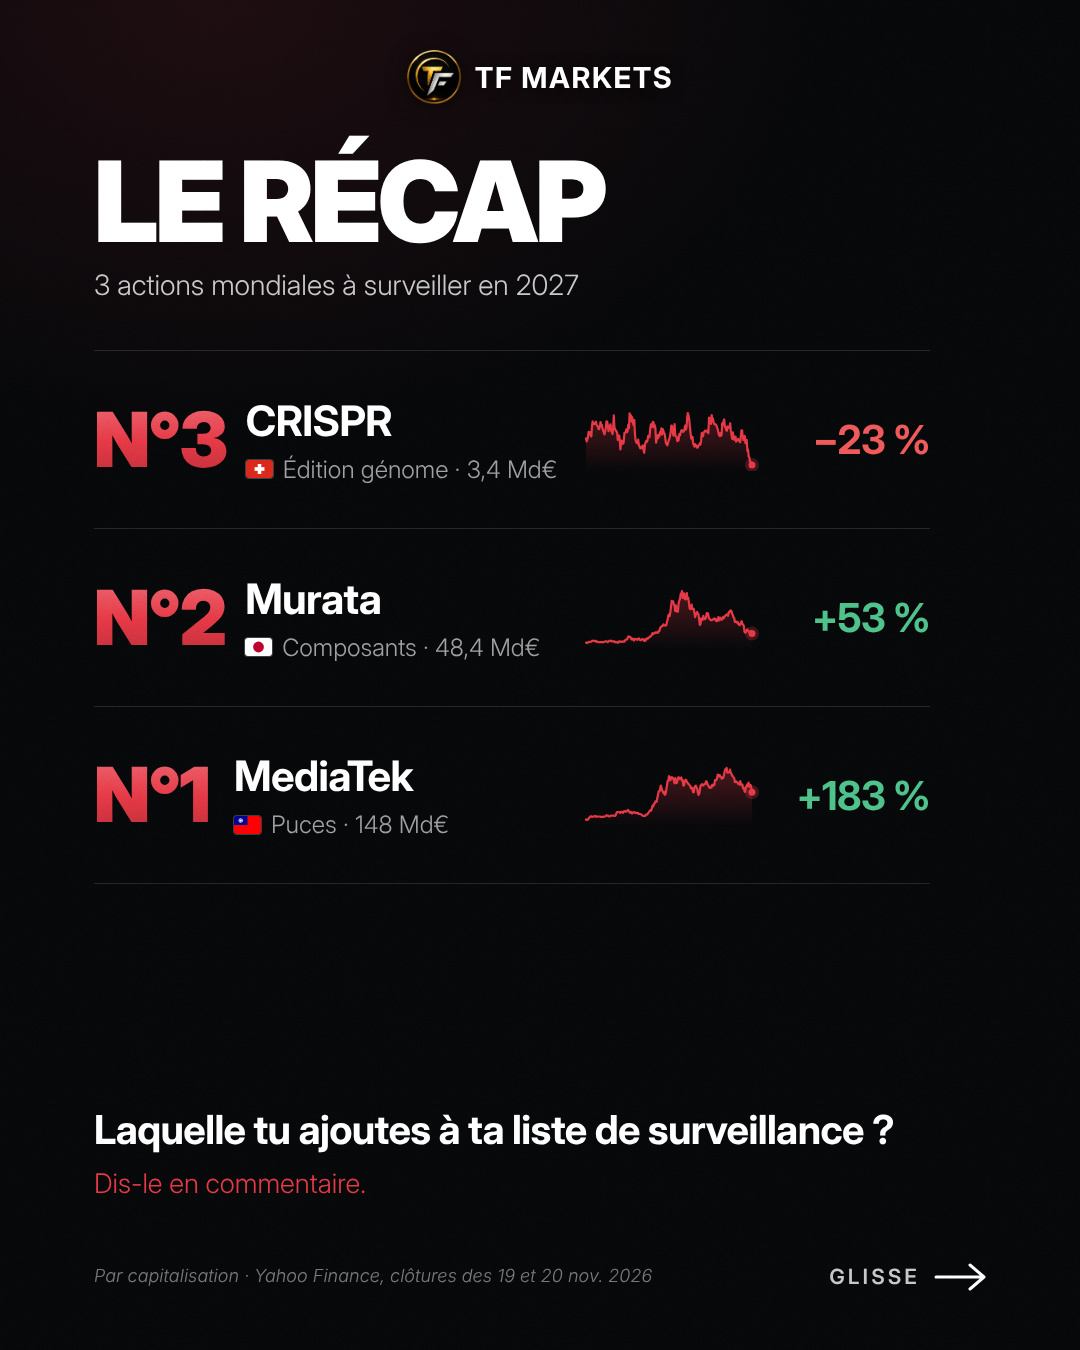 TF MARKETS
LE RÉCAP
3 actions mondiales à surveiller en 2027
N°3
CRISPR
Édition génome · 3,4 Md€
−23 %
N°2
Murata
Composants · 48,4 Md€
+53 %
N°1
MediaTek
Puces · 148 Md€
+183 %
Laquelle tu ajoutes à ta liste de surveillance ?
Dis-le en commentaire.
Par capitalisation · Yahoo Finance, clôtures des 19 et 20 nov. 2026
GLISSE